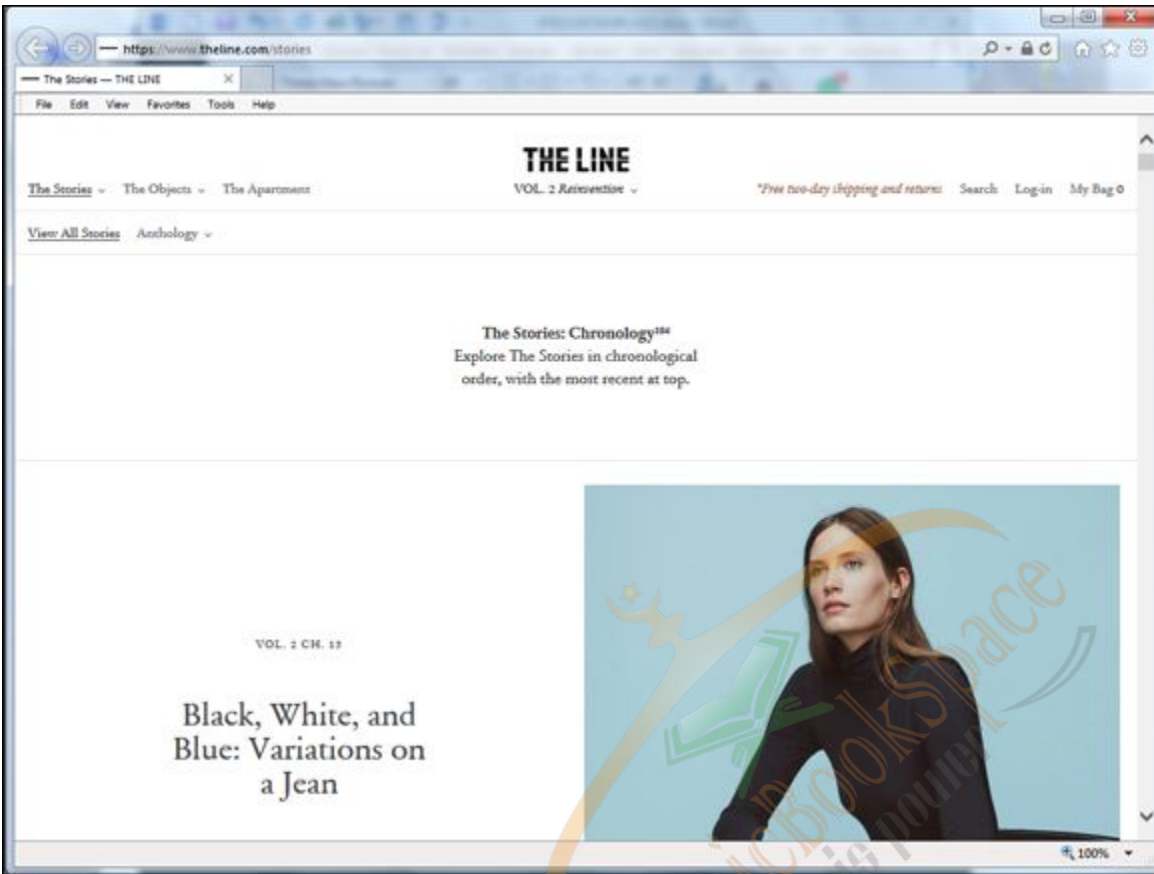 https://www.theline.com/stories
The Stories — THE LINE
File Edit View Favorites Tools Help
THE LINE
The Stories The Objects The Apartment
VOL. 2 Reinvention
*Free two-day shipping and returns Search Log-in My Bag 0
View All Stories Anthology
The Stories: Chronology¹⁸⁴
Explore The Stories in chronological
order, with the most recent at top.
VOL. 2 CH. 13
Black, White, and
Blue: Variations on
a Jean
is power
100%